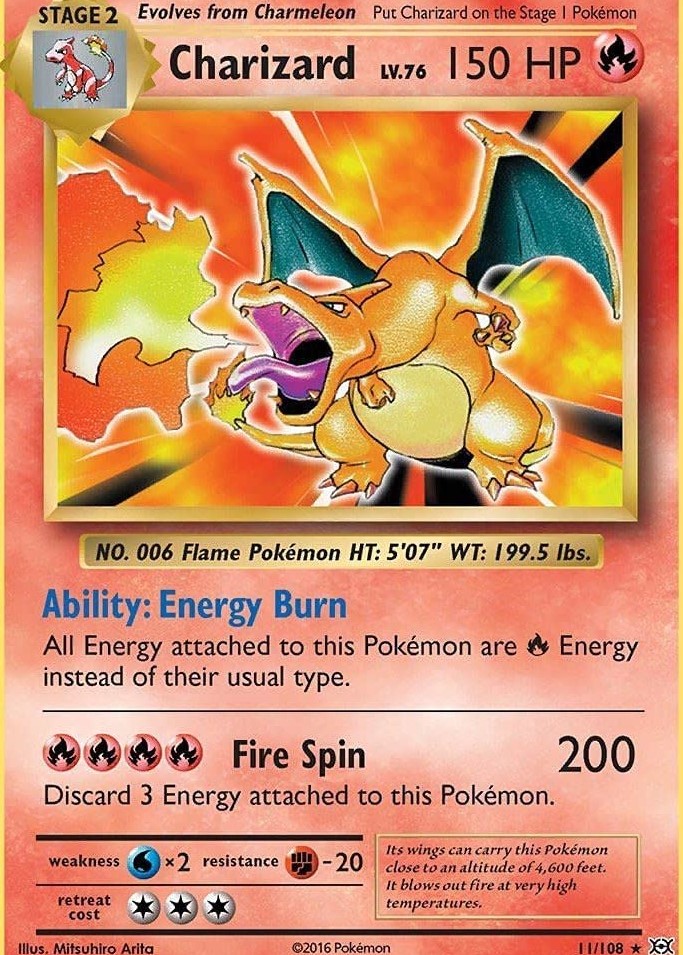 STAGE 2 Evolves from Charmeleon Put Charizard on the Stage 1 Pokémon
Charizard LV.76 150 HP
NO. 006 Flame Pokémon HT: 5'07" WT: 199.5 lbs.
Ability: Energy Burn
All Energy attached to this Pokémon are Energy
instead of their usual type.
Fire Spin 200
Discard 3 Energy attached to this Pokémon.
weakness ×2 resistance -20
retreat
cost
Its wings can carry this Pokémon
close to an altitude of 4,600 feet.
It blows out fire at very high
temperatures.
Illus. Mitsuhiro Arita ©2016 Pokémon 11/108 ★